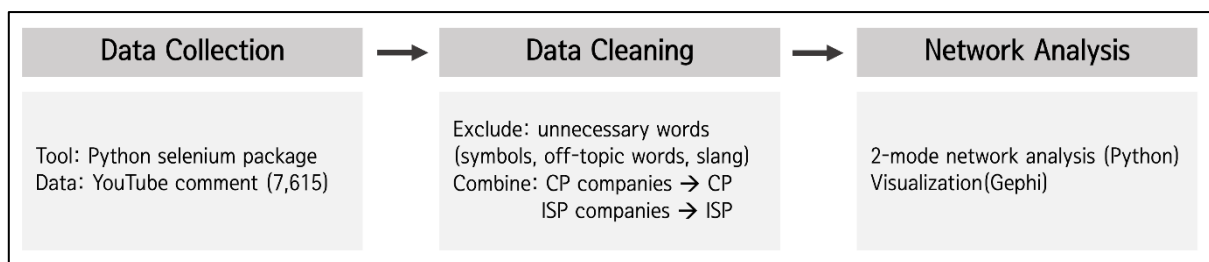 Data Collection
Tool: Python selenium package
Data: YouTube comment (7,615)
Data Cleaning
Exclude: unnecessary words
(symbols, off-topic words, slang)
Combine: CP companies → CP
ISP companies → ISP
Network Analysis
2-mode network analysis (Python)
Visualization(Gephi)